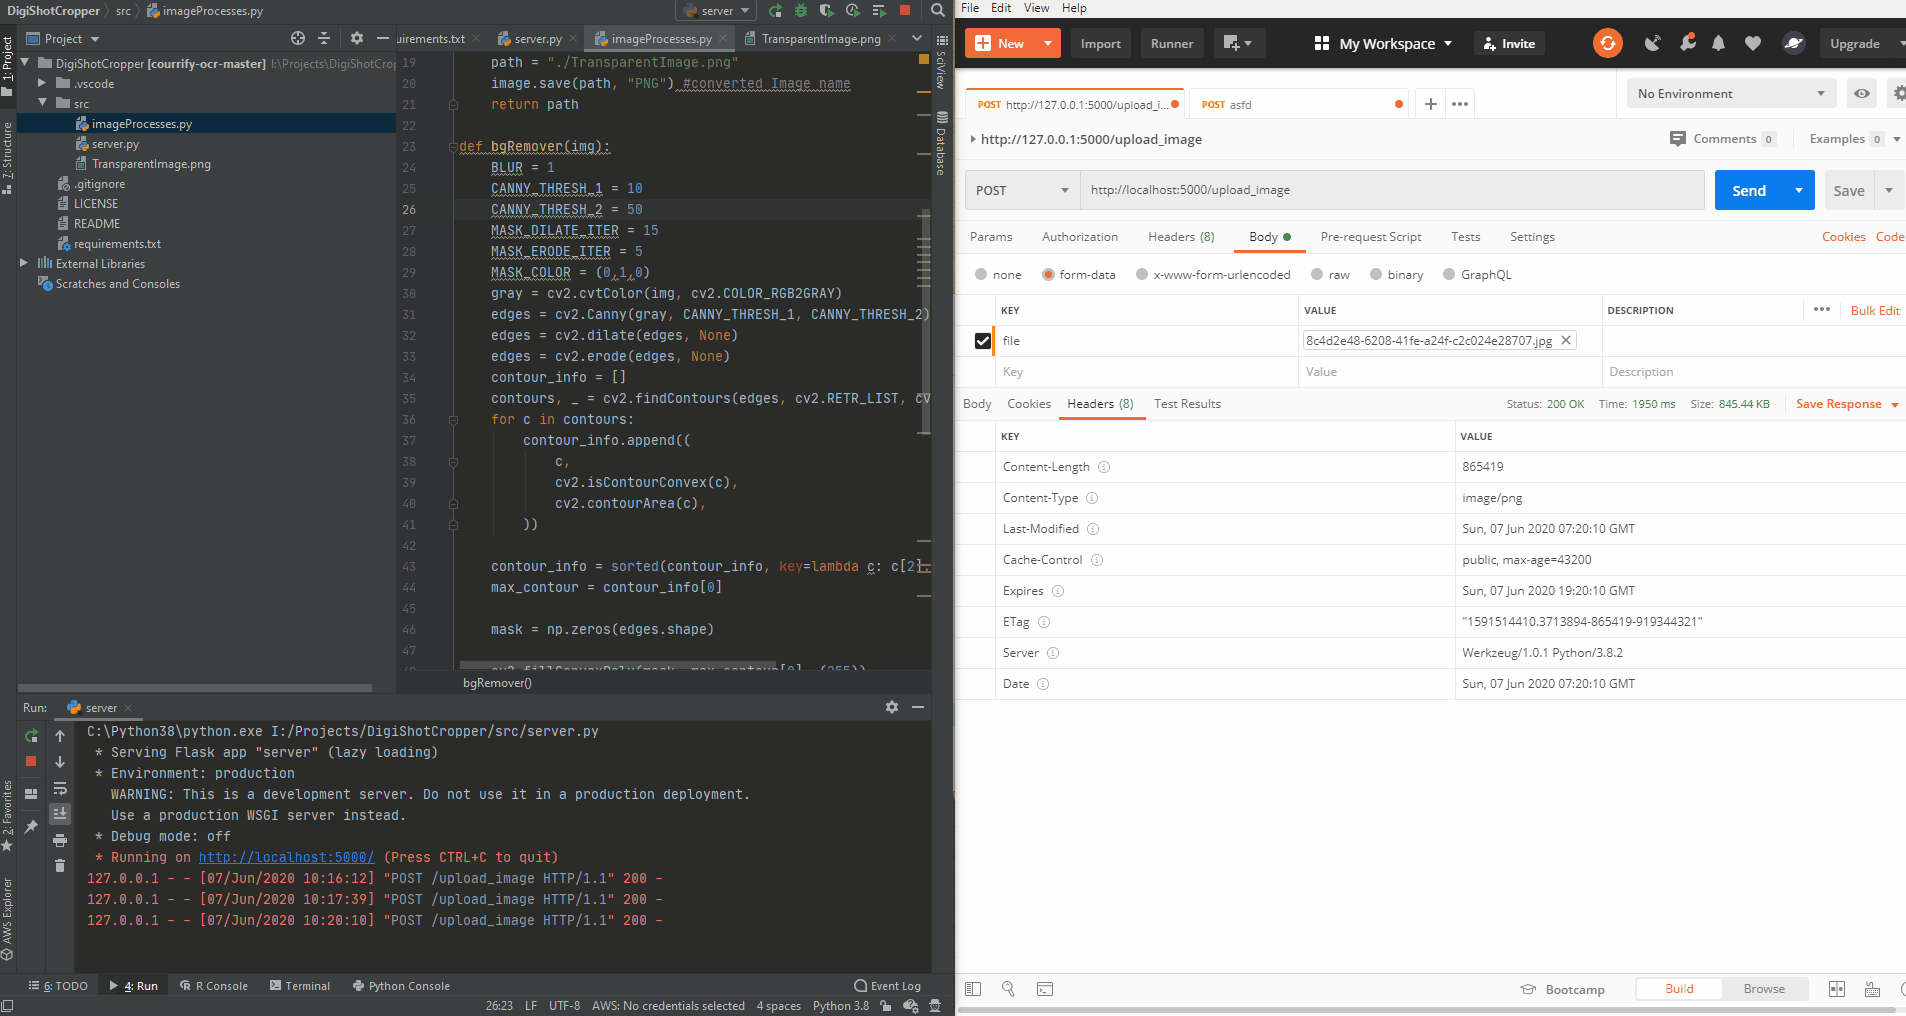 DigiShotCropper
src
imageProcesses.py
server
Project
uirements.txt
server.py
imageProcesses.py
TransparentImage.png
1: Project
7: Structure
2: Favorites
AWS Explorer
SciView
Database
DigiShotCropper [courrify-ocr-master] I:\Projects\DigiShotCrop
.vscode
src
imageProcesses.py
server.py
TransparentImage.png
.gitignore
LICENSE
README
requirements.txt
External Libraries
Scratches and Consoles
19 path = "./TransparentImage.png"
20 image.save(path, "PNG") #converted Image name
21 return path
22
23 def bgRemover(img):
24 BLUR = 1
25 CANNY_THRESH_1 = 10
26 CANNY_THRESH_2 = 50
27 MASK_DILATE_ITER = 15
28 MASK_ERODE_ITER = 5
29 MASK_COLOR = (0,1,0)
30 gray = cv2.cvtColor(img, cv2.COLOR_RGB2GRAY)
31 edges = cv2.Canny(gray, CANNY_THRESH_1, CANNY_THRESH_2)
32 edges = cv2.dilate(edges, None)
33 edges = cv2.erode(edges, None)
34 contour_info = []
35 contours, _ = cv2.findContours(edges, cv2.RETR_LIST, cv
36 for c in contours:
37 contour_info.append((
38 c,
39 cv2.isContourConvex(c),
40 cv2.contourArea(c),
41 ))
42
43 contour_info = sorted(contour_info, key=lambda c: c[2],
44 max_contour = contour_info[0]
45
46 mask = np.zeros(edges.shape)
47
cv2.fillConvexPoly(mask, max_contour[0], (255))
bgRemover()
Run: server
C:\Python38\python.exe I:/Projects/DigiShotCropper/src/server.py
* Serving Flask app "server" (lazy loading)
* Environment: production
WARNING: This is a development server. Do not use it in a production deployment.
Use a production WSGI server instead.
* Debug mode: off
* Running on http://localhost:5000/ (Press CTRL+C to quit)
127.0.0.1 - - [07/Jun/2020 10:16:12] "POST /upload_image HTTP/1.1" 200 -
127.0.0.1 - - [07/Jun/2020 10:17:39] "POST /upload_image HTTP/1.1" 200 -
127.0.0.1 - - [07/Jun/2020 10:20:10] "POST /upload_image HTTP/1.1" 200 -
6: TODO 4: Run R Console Terminal Python Console Event Log
26:23 LF UTF-8 AWS: No credentials selected 4 spaces Python 3.8
File Edit View Help
New Import Runner My Workspace Invite Upgrade
POST http://127.0.0.1:5000/upload_i... POST asfd + No Environment
http://127.0.0.1:5000/upload_image Comments 0 Examples 0
POST http://localhost:5000/upload_image Send Save
Params Authorization Headers (8) Body Pre-request Script Tests Settings Cookies Code
none form-data x-www-form-urlencoded raw binary GraphQL
KEY VALUE DESCRIPTION Bulk Edit
file 8c4d2e48-6208-41fe-a24f-c2c024e28707.jpg
Key Value Description
Body Cookies Headers (8) Test Results Status: 200 OK Time: 1950 ms Size: 845.44 KB Save Response
KEY VALUE
Content-Length 865419
Content-Type image/png
Last-Modified Sun, 07 Jun 2020 07:20:10 GMT
Cache-Control public, max-age=43200
Expires Sun, 07 Jun 2020 19:20:10 GMT
ETag "1591514410.3713894-865419-919344321"
Server Werkzeug/1.0.1 Python/3.8.2
Date Sun, 07 Jun 2020 07:20:10 GMT
Bootcamp Build Browse